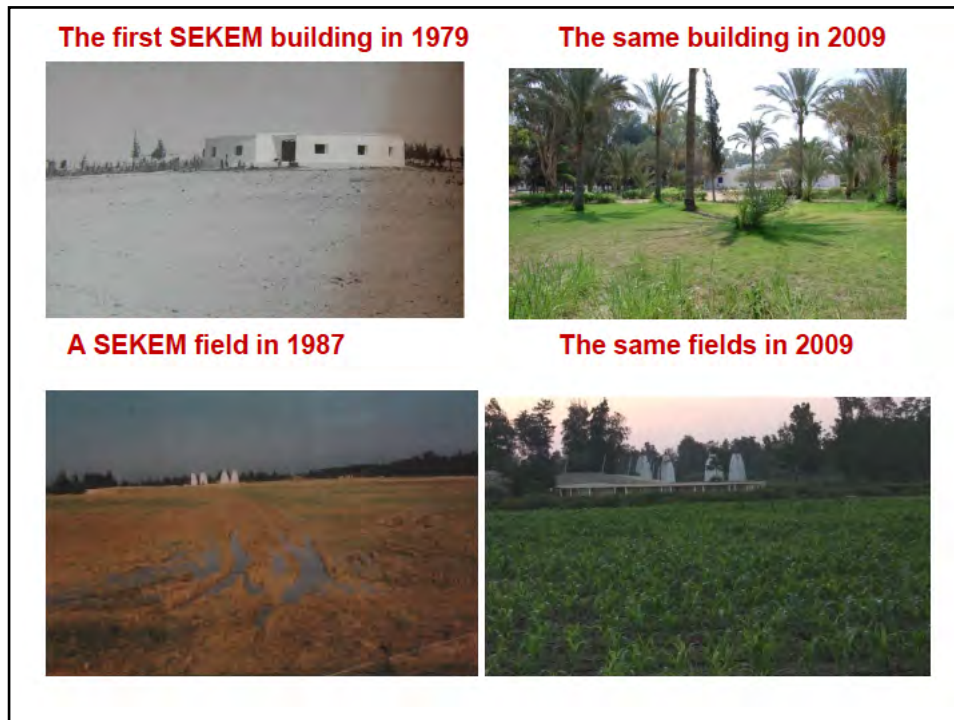 The first SEKEM building in 1979
The same building in 2009
A SEKEM field in 1987
The same fields in 2009